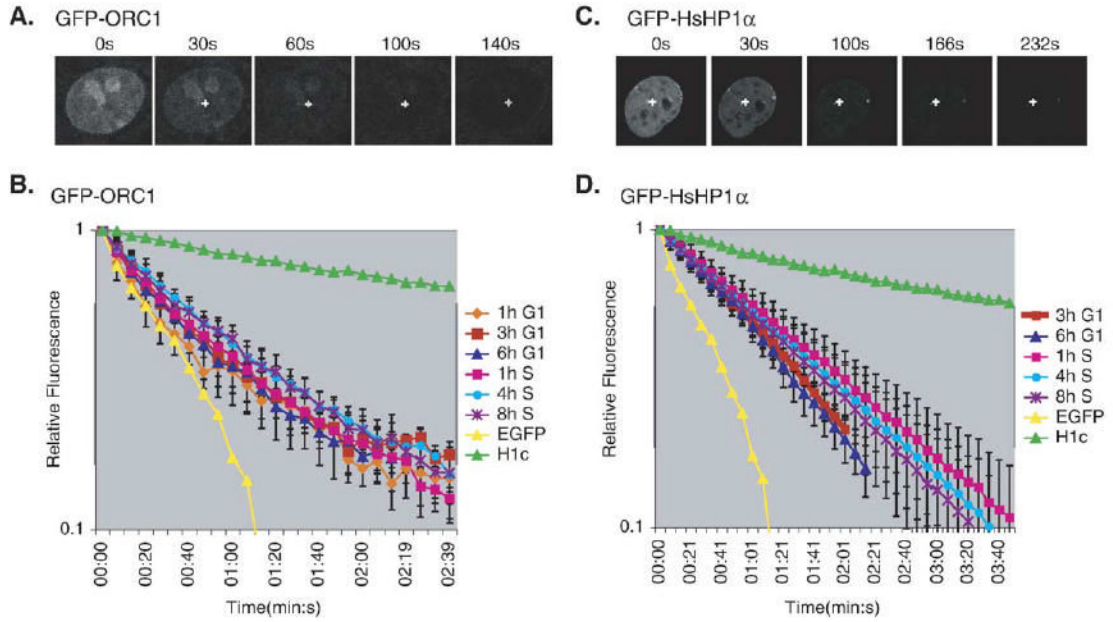 A.
GFP-ORC1
0s 30s 60s 100s 140s
B.
GFP-ORC1
1
0.1
Relative Fluorescence
00:00 00:20 00:40 01:00 01:20 01:40 02:00 02:19 02:39
Time(min:s)
1h G1
3h G1
6h G1
1h S
4h S
8h S
EGFP
H1c
C.
GFP-HsHP1α
0s 30s 100s 166s 232s
D.
GFP-HsHP1α
1
0.1
Relative Fluorescence
00:00 00:21 00:41 01:01 01:21 01:41 02:01 02:21 02:40 03:00 03:20 03:40
Time(min:s)
3h G1
6h G1
1h S
4h S
8h S
EGFP
H1c